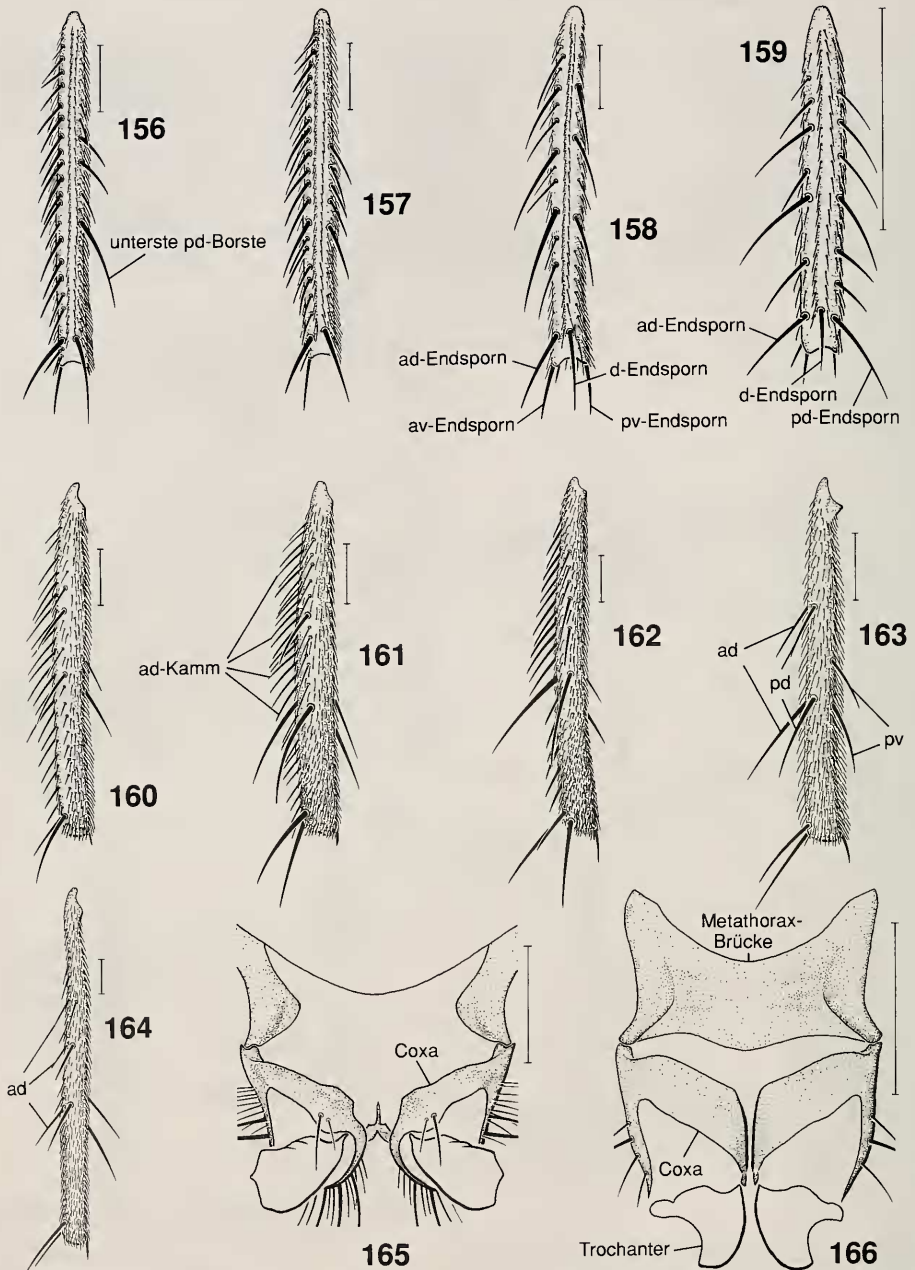 156
unterste pd-Borste
157
158
ad-Endsporn
av-Endsporn
d-Endsporn
pv-Endsporn
159
ad-Endsporn
d-Endsporn
pd-Endsporn
160
ad-Kamm
161
162
163
ad
pd
pv
164
ad
Coxa
165
Metathorax-
Brücke
Coxa
Trochanter
166